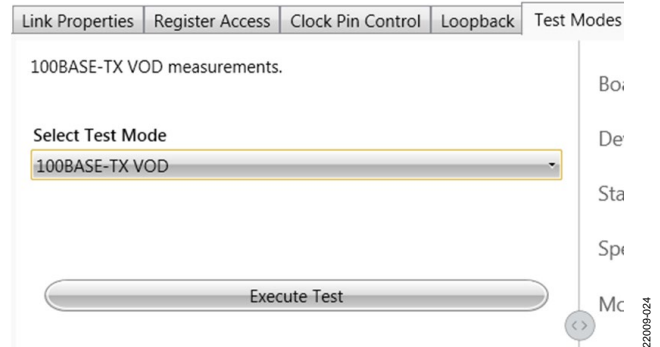 Link Properties Register Access Clock Pin Control Loopback Test Modes
100BASE-TX VOD measurements.
Select Test Mode
100BASE-TX VOD
Execute Test
22009-024